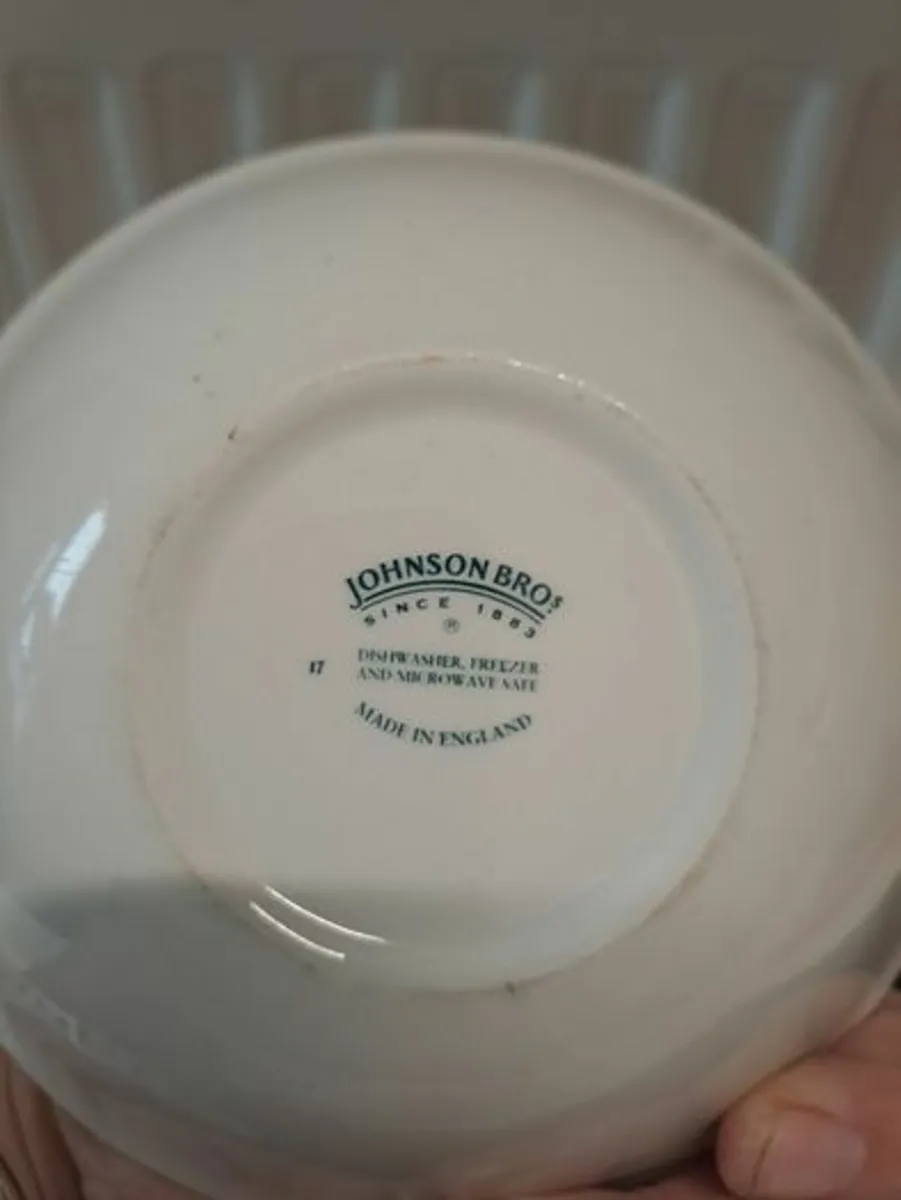 JOHNSON BROS
SINCE 1883
®
DISHWASHER, FREEZER
17 AND MICROWAVE SAFE
MADE IN ENGLAND